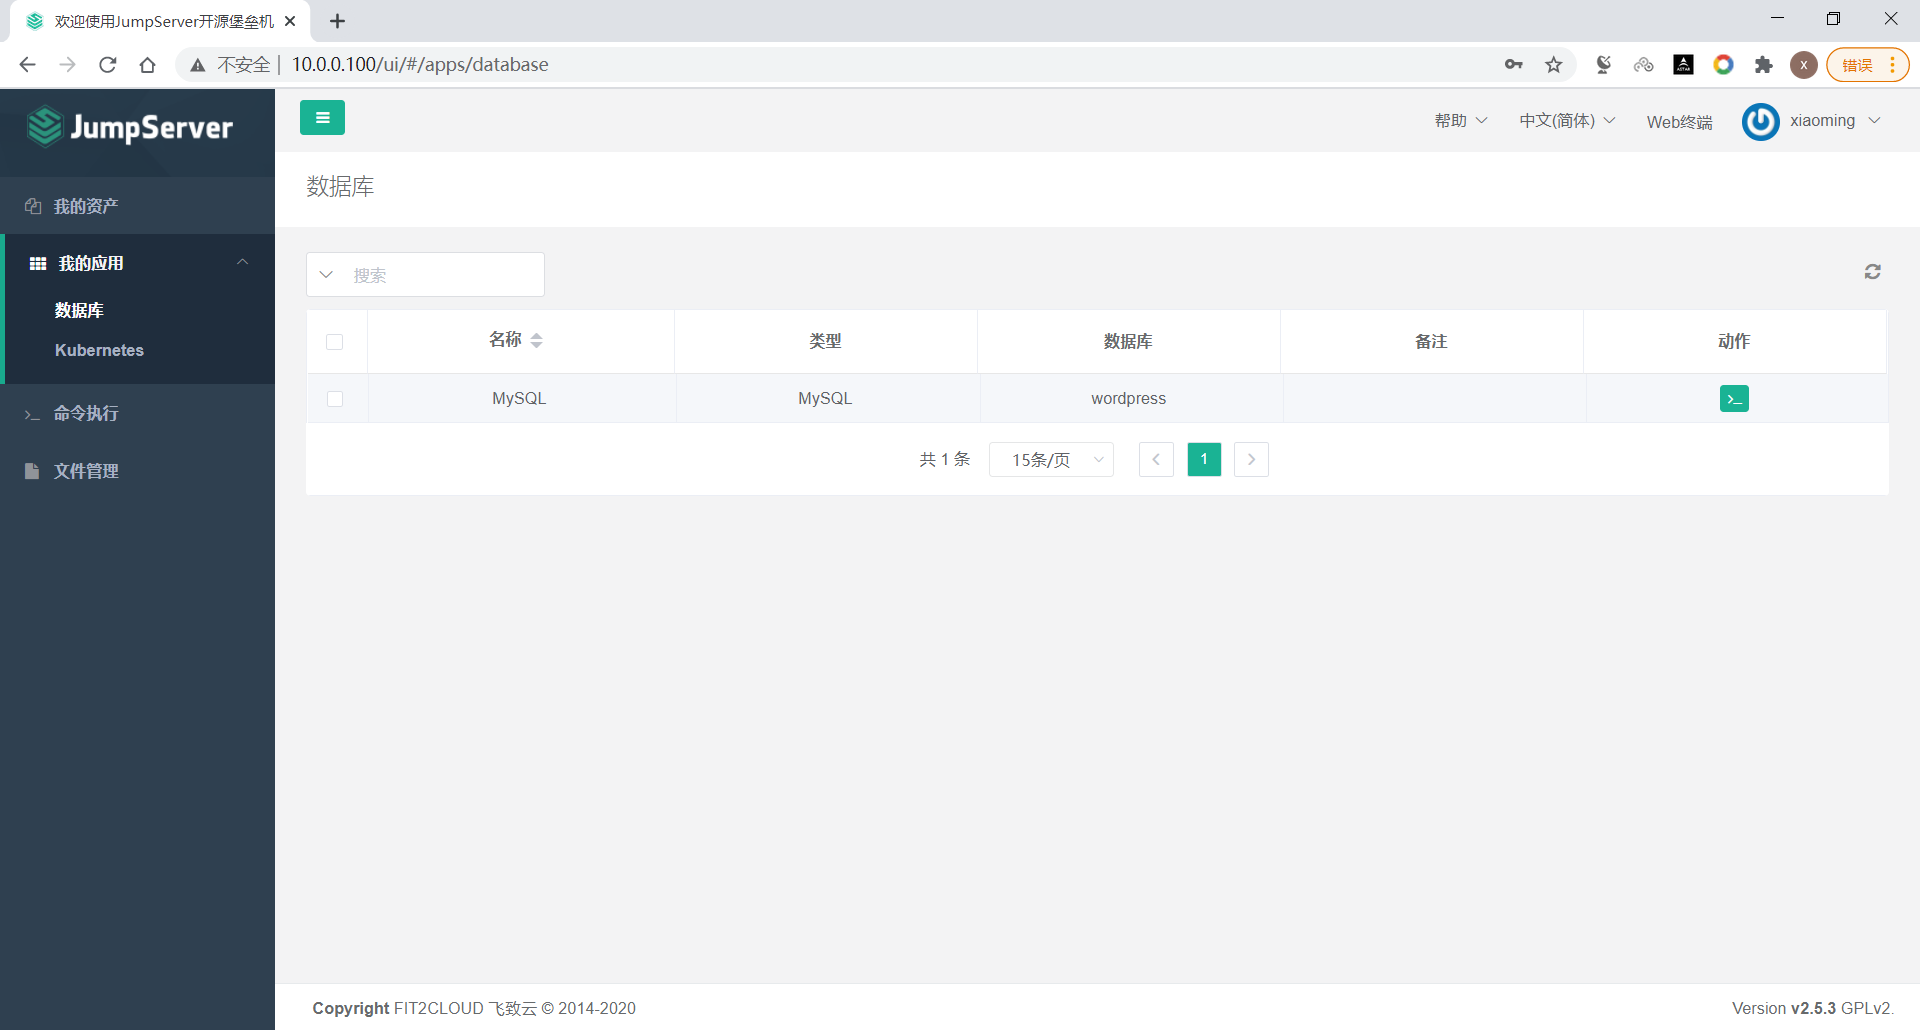 欢迎使用JumpServer开源堡垒机
不安全 | 10.0.0.100/ui/#/apps/database
x
错误
JumpServer
帮助
中文(简体)
Web终端
xiaoming
数据库
我的资产
我的应用
数据库
Kubernetes
命令执行
文件管理
搜索
名称 类型 数据库 备注 动作
MySQL MySQL wordpress
共 1 条 15条/页 1
Copyright FIT2CLOUD 飞致云 © 2014-2020
Version v2.5.3 GPLv2.